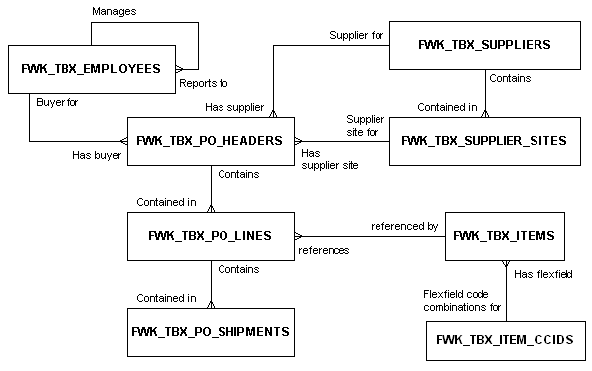 Manages
FWK_TBX_EMPLOYEES
Reports to
Buyer for
Supplier for
FWK_TBX_SUPPLIERS
Contains
Has supplier
Contained in
Supplier
site for
FWK_TBX_PO_HEADERS
FWK_TBX_SUPPLIER_SITES
Has buyer
Has
supplier site
Contains
Contained in
FWK_TBX_PO_LINES
referenced by
references
FWK_TBX_ITEMS
Contains
Has flexfield
Contained in
Flexfield code
combinations for
FWK_TBX_PO_SHIPMENTS
FWK_TBX_ITEM_CCIDS